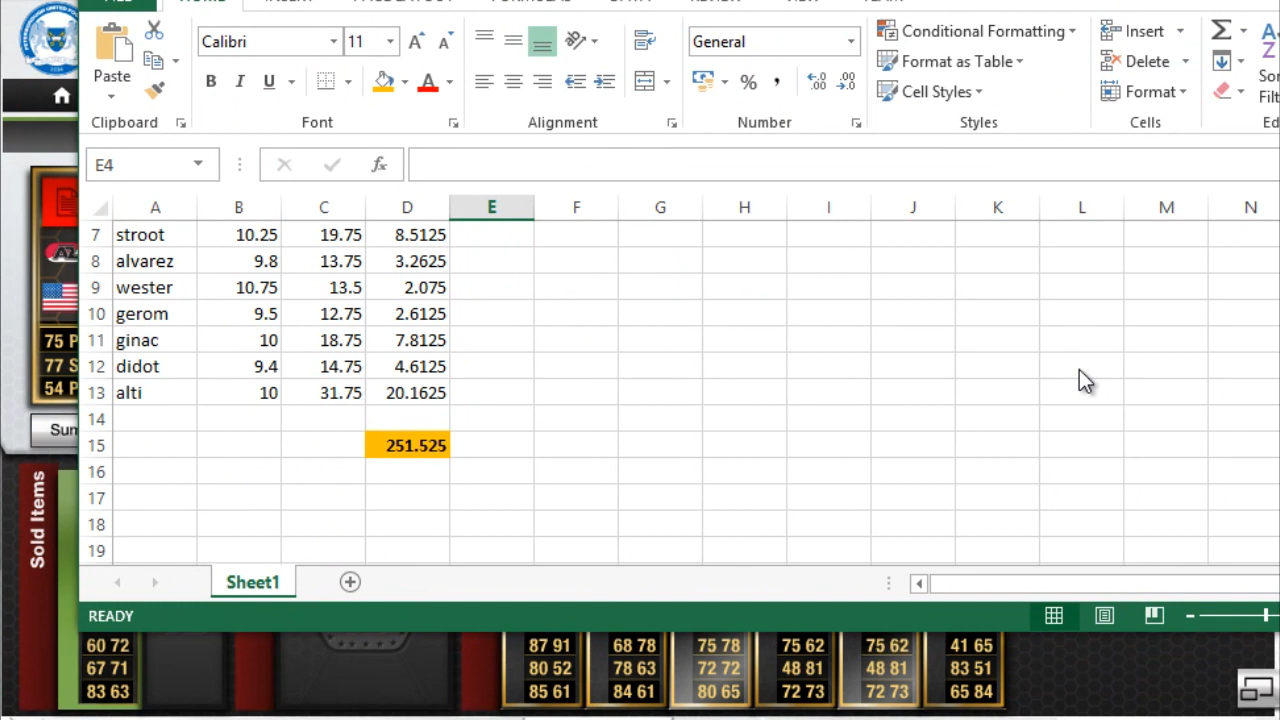 Calibri 11 General
Conditional Formatting
Insert
Format as Table
Delete
Paste
B I U A % ,
Cell Styles
Format
Clipboard Font Alignment Number Styles Cells
E4 fx
A B C D E F G H I J K L M N
7 stroot 10.25 19.75 8.5125
8 alvarez 9.8 13.75 3.2625
9 wester 10.75 13.5 2.075
10 gerom 9.5 12.75 2.6125
11 ginac 10 18.75 7.8125
12 didot 9.4 14.75 4.6125
13 alti 10 31.75 20.1625
14
15 251.525
16
17
18
19
Sheet1
READY
AZ
75 P
77 S
54 P
Sum
Sold Items
60 72 87 91 68 78 75 78 75 62 75 62 41 65
67 71 80 52 78 63 72 72 48 81 48 81 83 51
83 63 85 61 84 61 80 65 72 73 72 73 65 84